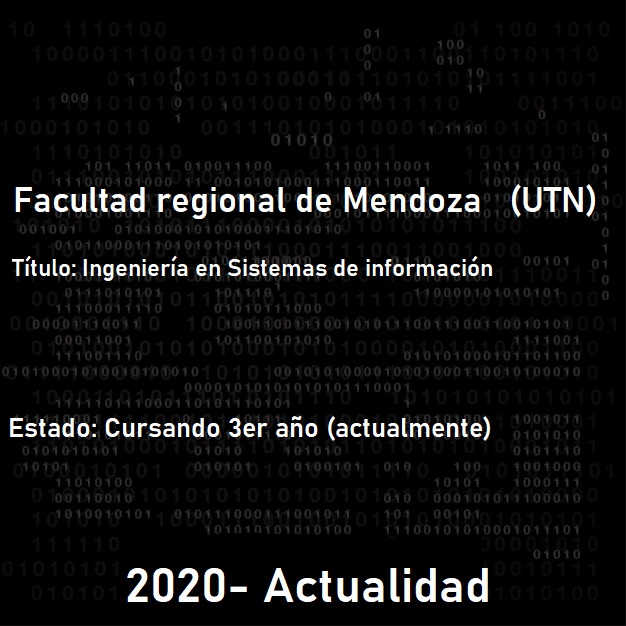 Facultad regional de Mendoza (UTN)
Título: Ingeniería en Sistemas de información
Estado: Cursando 3er año (actualmente)
2020- Actualidad